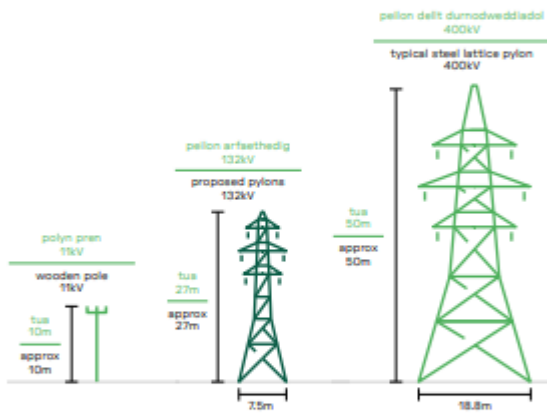 peilon dellt durnodweddiadol
400kV
typical steel lattice pylon
400kV
peilon arfaethedig
132kV
proposed pylons
132kV
polyn pren
11kV
wooden pole
11kV
tua
10m
approx
10m
tua
27m
approx
27m
tua
50m
approx
50m
7.5m
18.8m